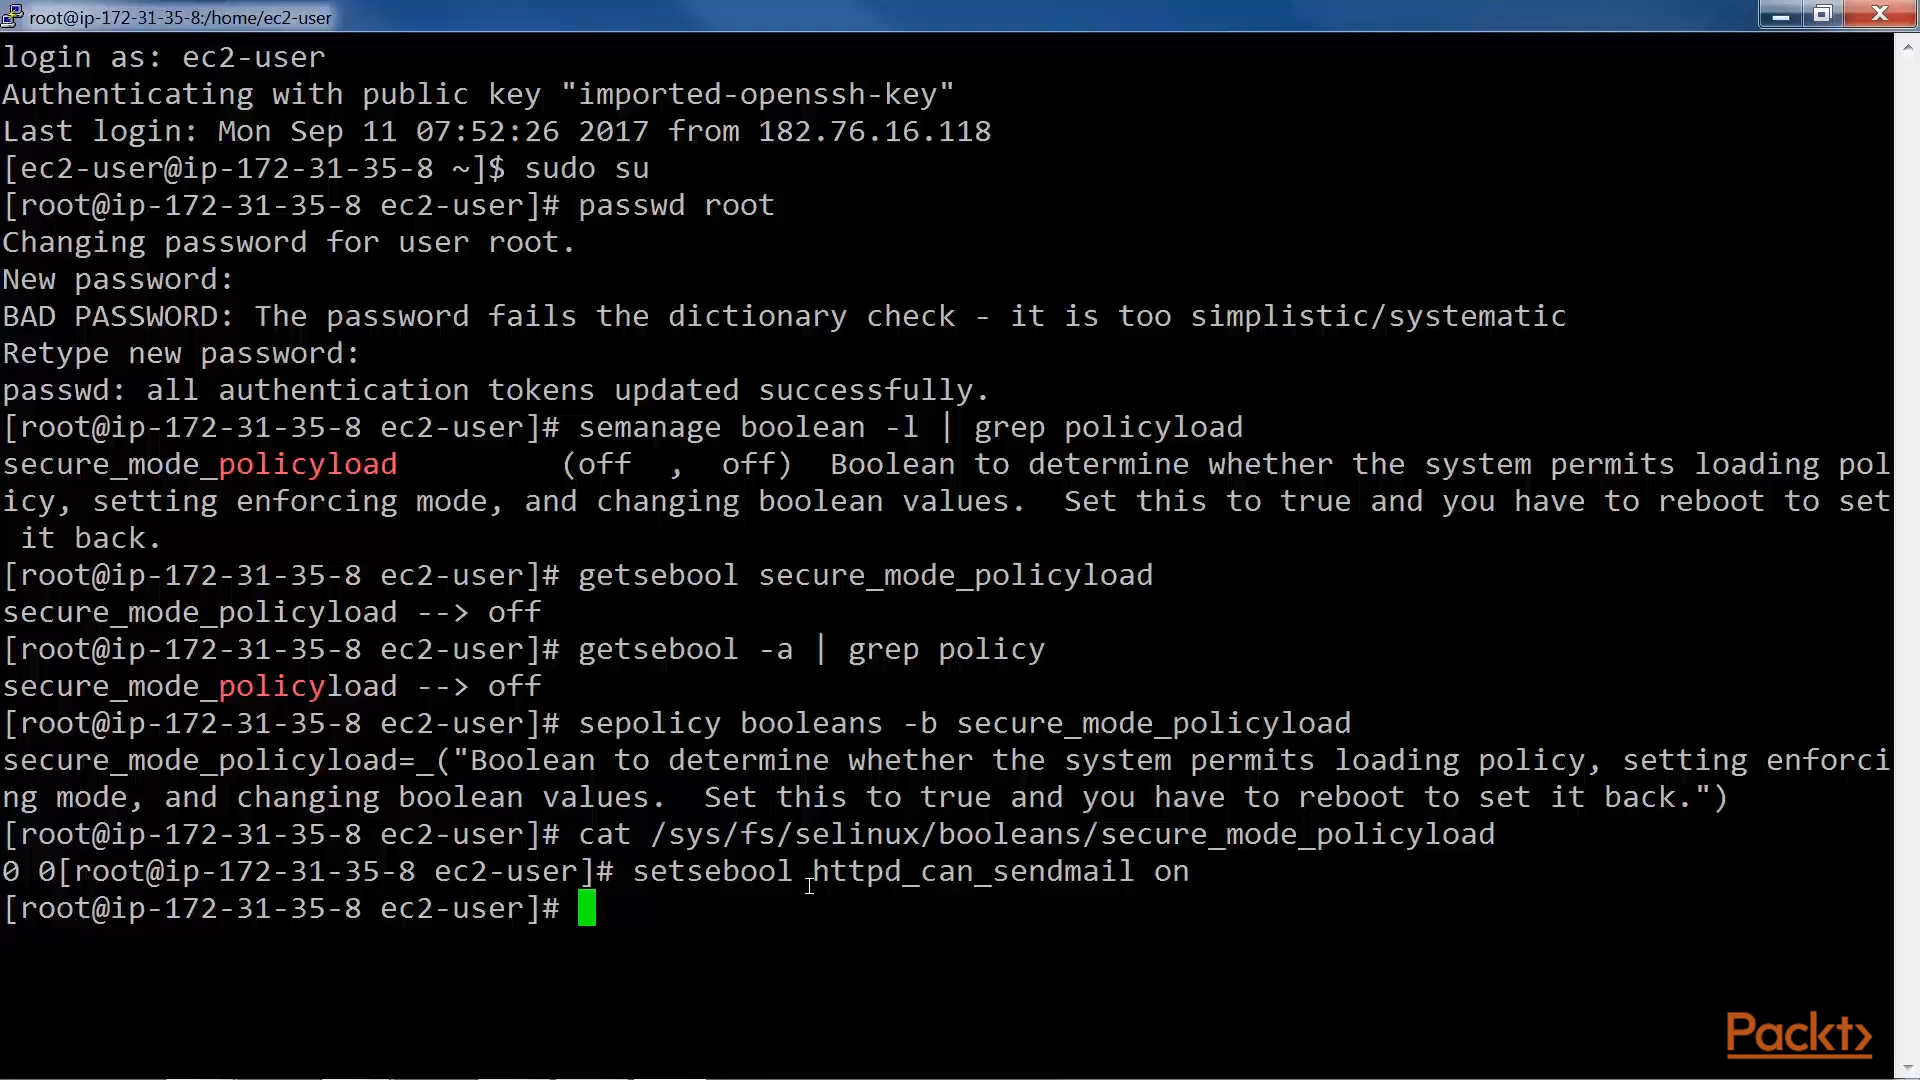 root@ip-172-31-35-8:/home/ec2-user
login as: ec2-user
Authenticating with public key "imported-openssh-key"
Last login: Mon Sep 11 07:52:26 2017 from 182.76.16.118
[ec2-user@ip-172-31-35-8 ~]$ sudo su
[root@ip-172-31-35-8 ec2-user]# passwd root
Changing password for user root.
New password:
BAD PASSWORD: The password fails the dictionary check - it is too simplistic/systematic
Retype new password:
passwd: all authentication tokens updated successfully.
[root@ip-172-31-35-8 ec2-user]# semanage boolean -l | grep policyload
secure_mode_policyload         (off  ,  off)  Boolean to determine whether the system permits loading pol
icy, setting enforcing mode, and changing boolean values.  Set this to true and you have to reboot to set
 it back.
[root@ip-172-31-35-8 ec2-user]# getsebool secure_mode_policyload
secure_mode_policyload --> off
[root@ip-172-31-35-8 ec2-user]# getsebool -a | grep policy
secure_mode_policyload --> off
[root@ip-172-31-35-8 ec2-user]# sepolicy booleans -b secure_mode_policyload
secure_mode_policyload=_("Boolean to determine whether the system permits loading policy, setting enforci
ng mode, and changing boolean values.  Set this to true and you have to reboot to set it back.")
[root@ip-172-31-35-8 ec2-user]# cat /sys/fs/selinux/booleans/secure_mode_policyload
0 0[root@ip-172-31-35-8 ec2-user]# setsebool httpd_can_sendmail on
[root@ip-172-31-35-8 ec2-user]#
Packt>